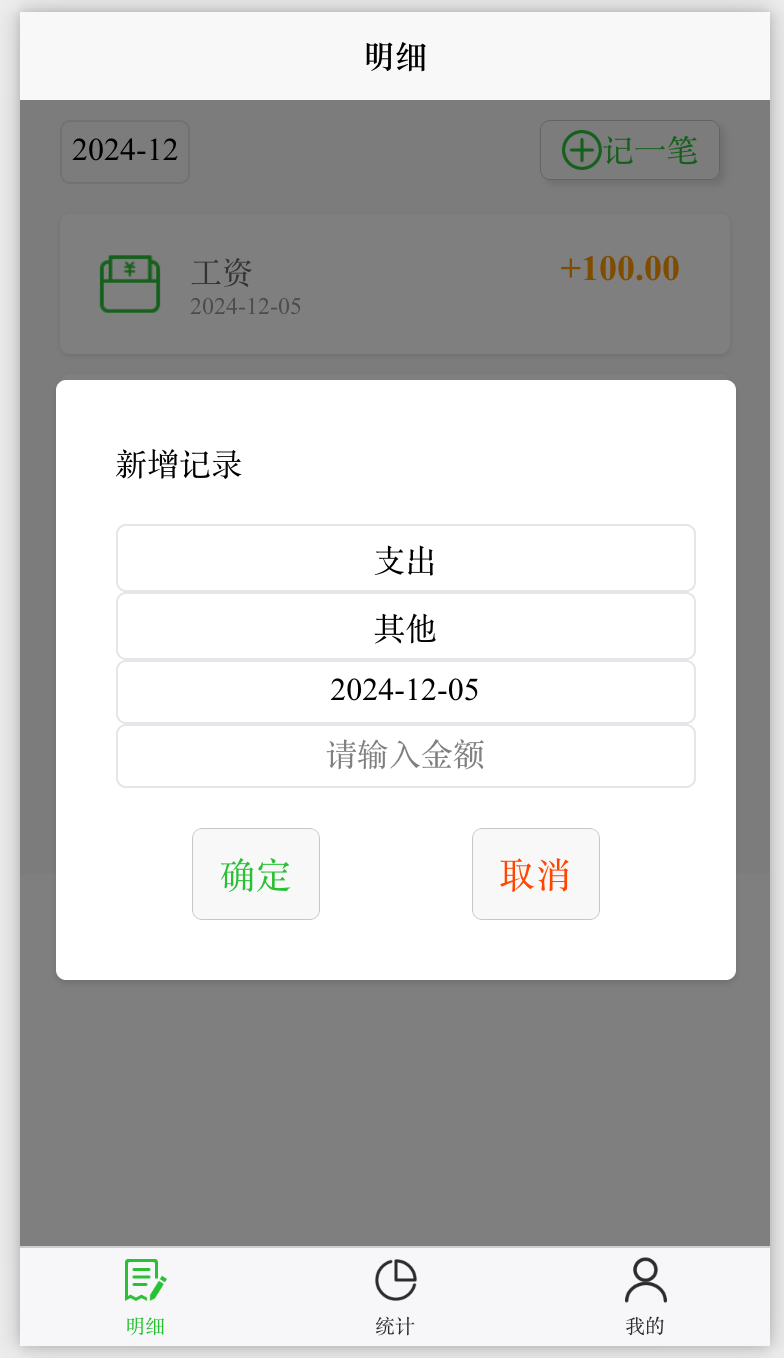 明细
2024-12
记一笔
¥
工资
+100.00
2024-12-05
新增记录
支出
其他
2024-12-05
请输入金额
确定
取消
明细
统计
我的